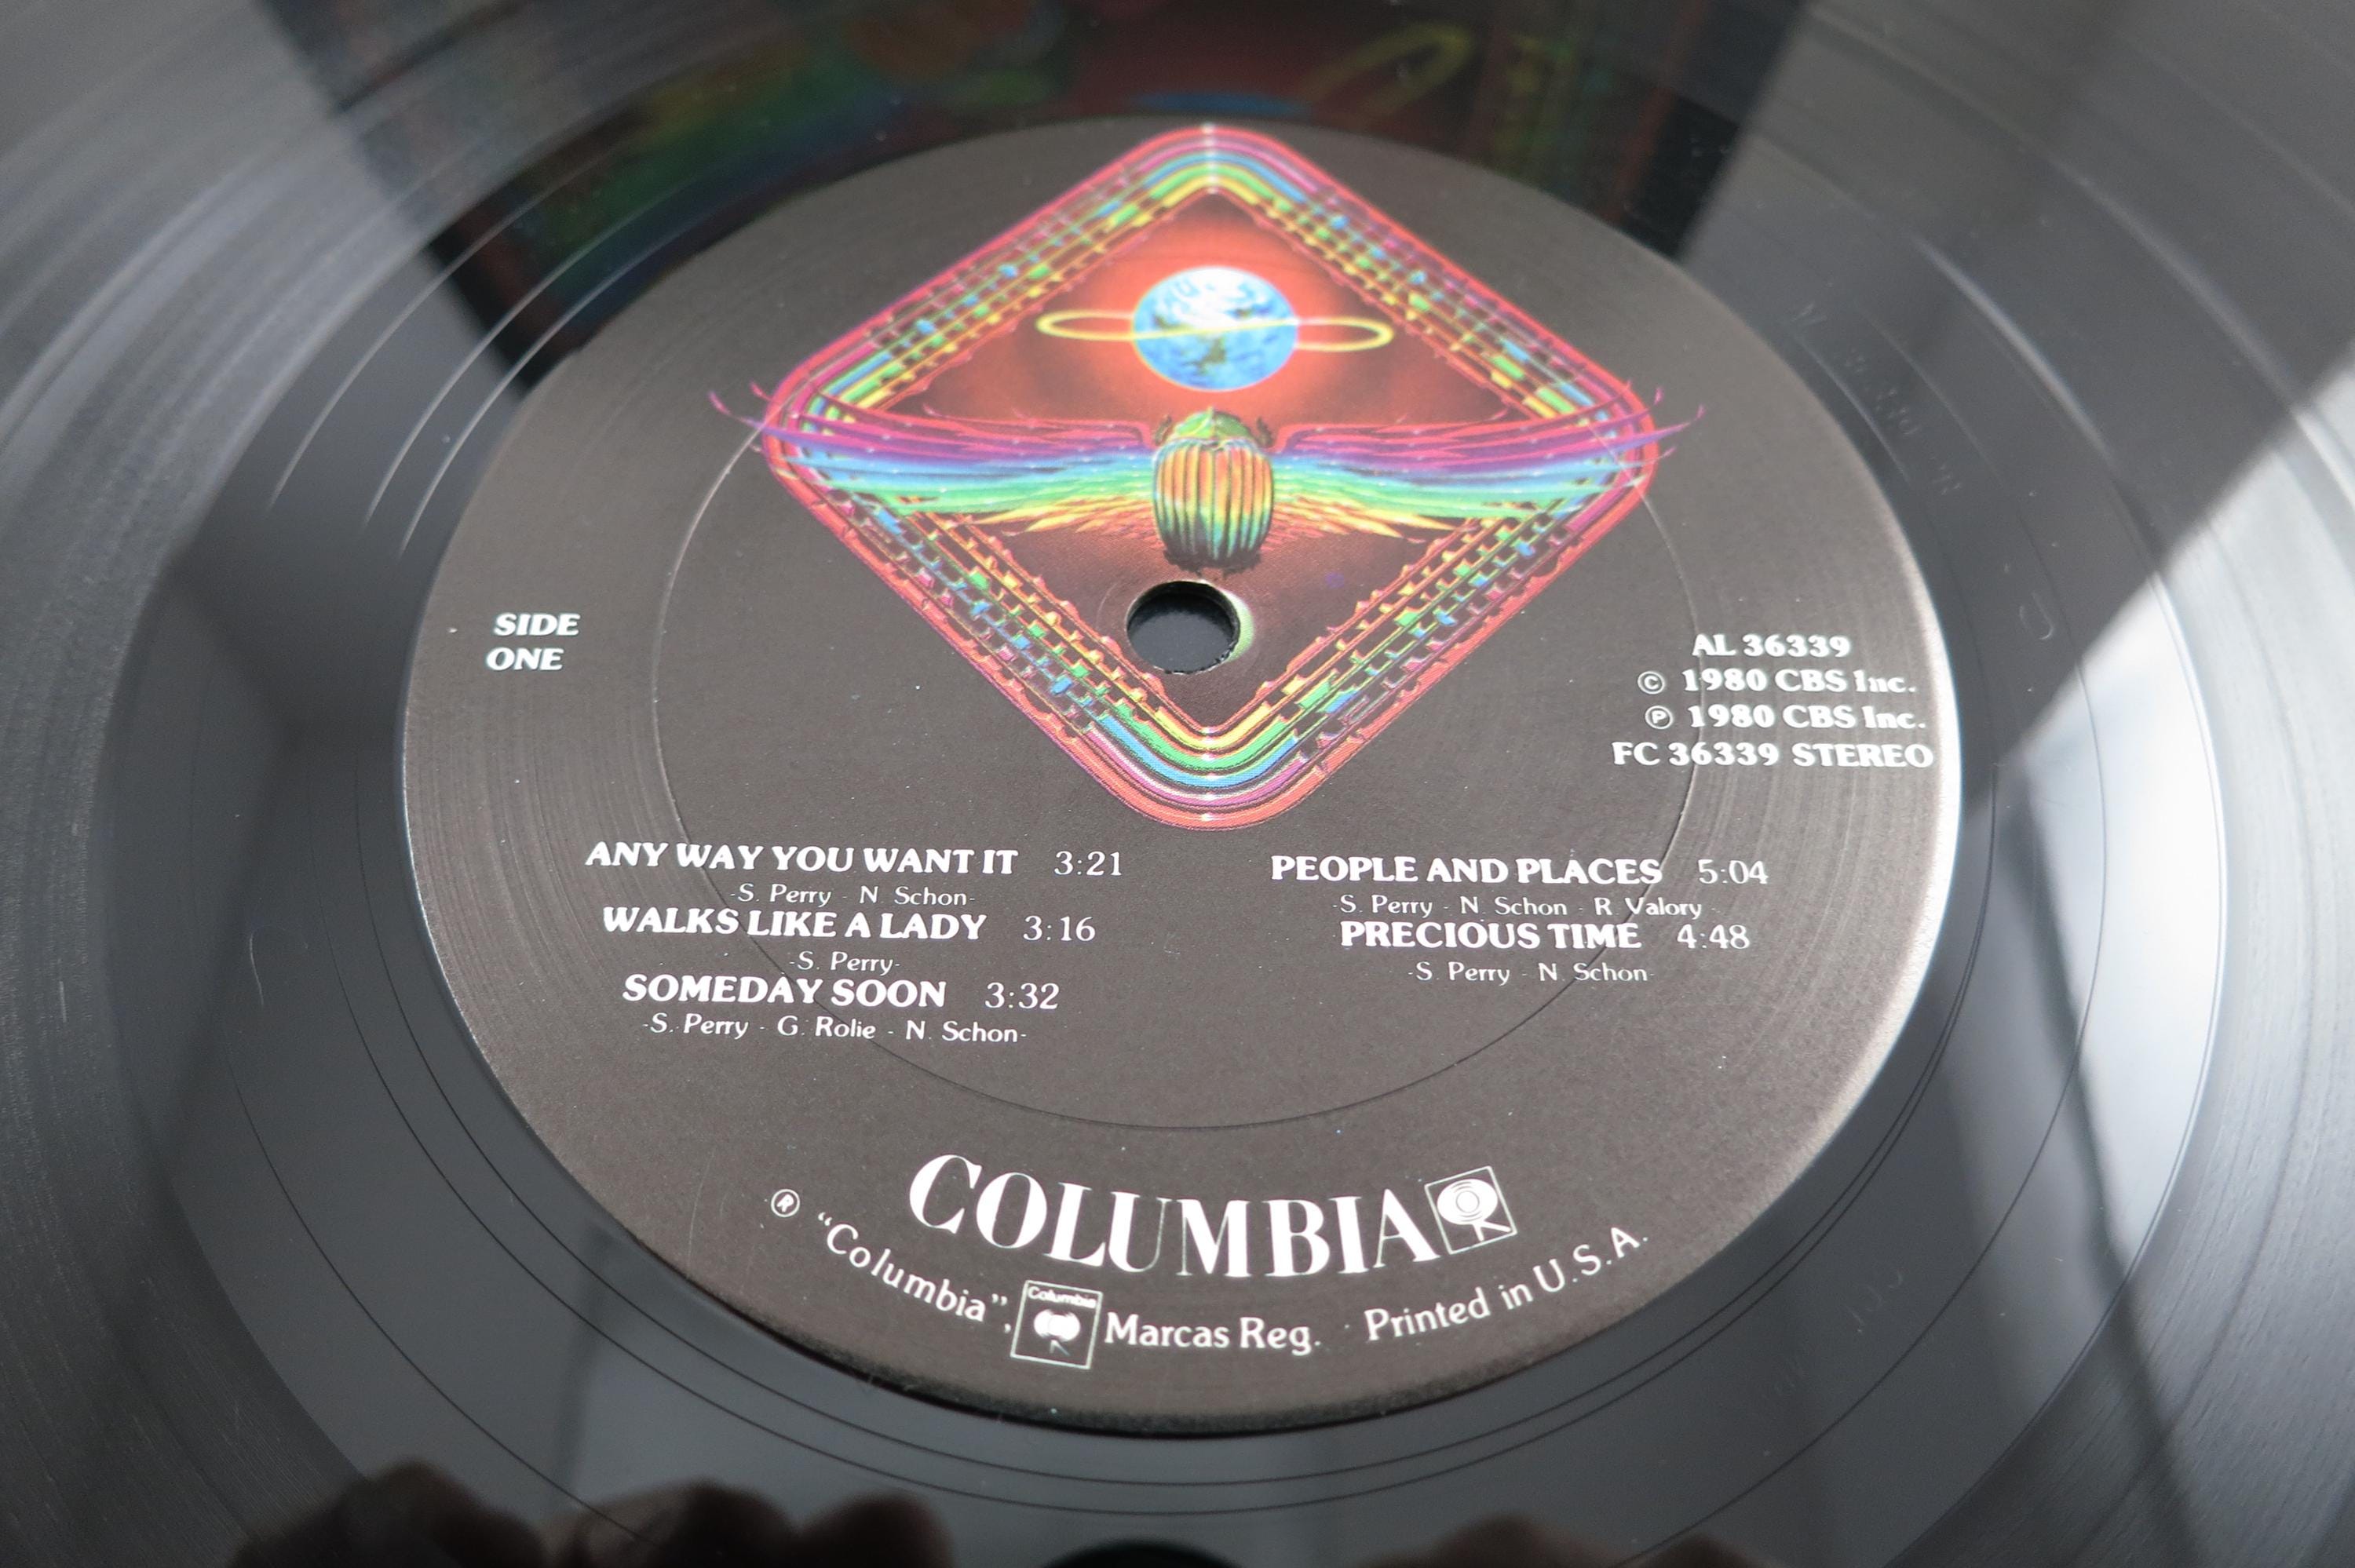 SIDE
ONE
AL 36339
© 1980 CBS Inc.
℗ 1980 CBS Inc.
FC 36339 STEREO
ANY WAY YOU WANT IT 3:21
-S. Perry - N. Schon-
WALKS LIKE A LADY 3:16
-S. Perry-
SOMEDAY SOON 3:32
-S. Perry - G. Rolie - N. Schon-
PEOPLE AND PLACES 5:04
-S. Perry - N. Schon - R. Valory-
PRECIOUS TIME 4:48
-S. Perry - N. Schon-
COLUMBIA
® “Columbia”, Columbia Marcas Reg. Printed in U.S.A.